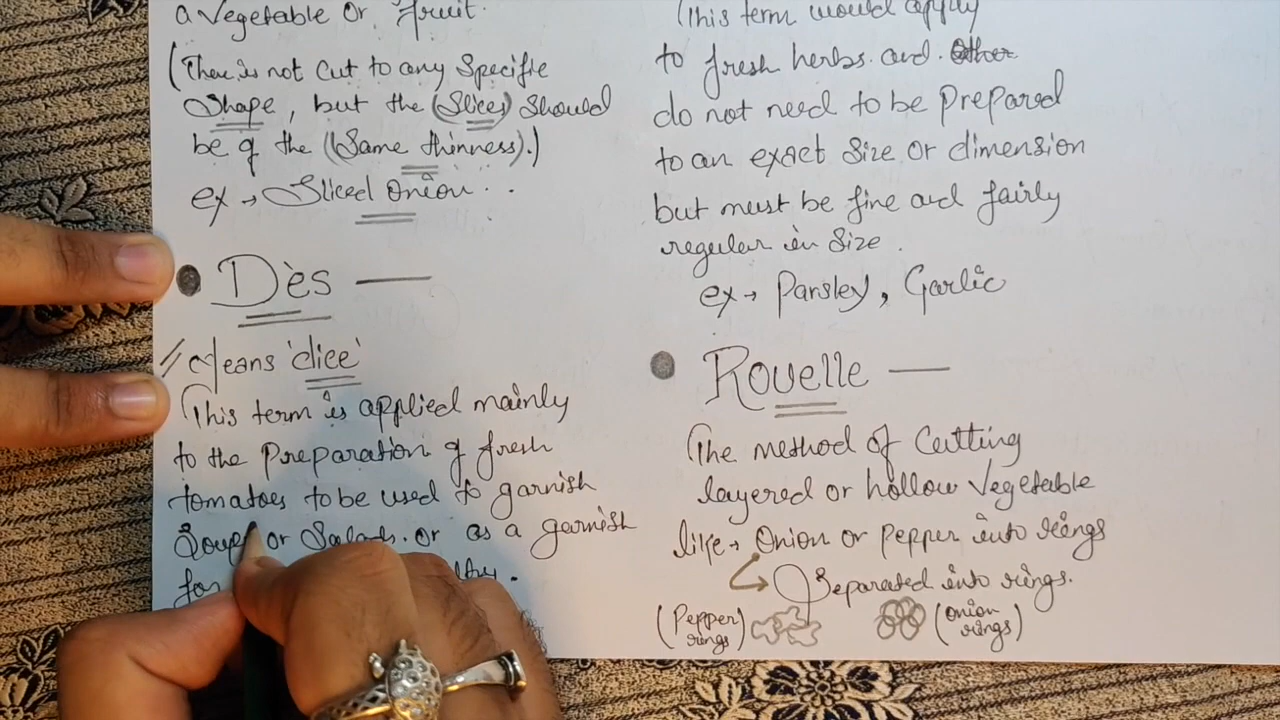 a Vegetable or fruit.
(There is not Cut to any Specific
Shape, but the (Slices) Should
be of the (Same thinness).)
ex → Sliced Onion . .
Dès —
Means 'dice'
(This term is applied mainly
to the Preparation of fresh
tomatoes to be used to garnish
Soups or Salads. or as a garnish
for
(This term would apply
to fresh herbs. and. Other
do not need to be Prepared
to an exact Size or dimension
but must be fine and fairly
regular in Size .
ex → Parsley, Garlic
Rouelle —
(The method of Cutting
layered or hollow Vegetable
like → Onion or Pepper into rings
Separated into rings.
(Pepper rings)
(Onion rings)